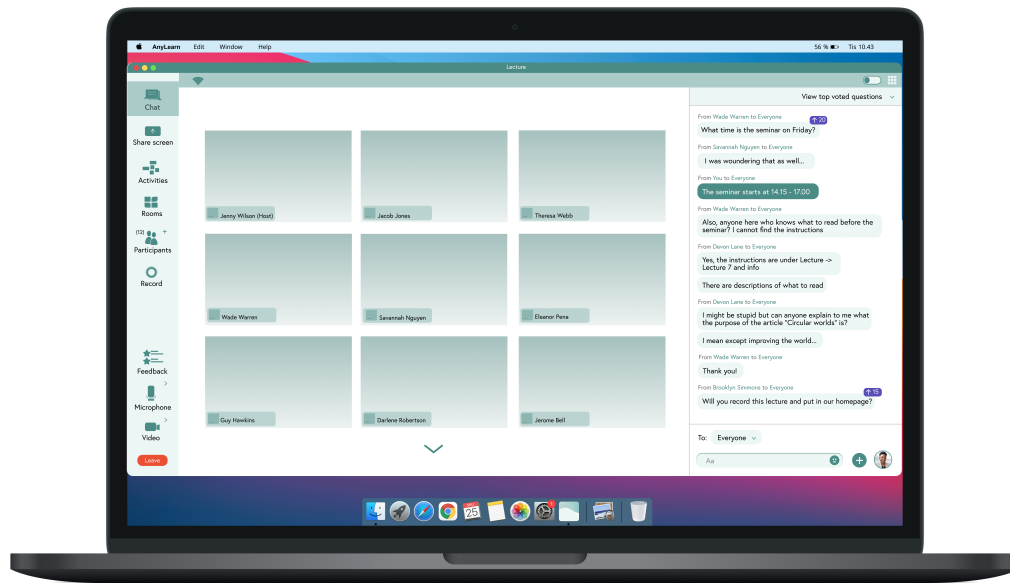 AnyLearn Edit Window Help 56 % Tis 10.43
Lecture
Chat
Share screen
Activities
Rooms
(12) +
Participants
Record
Feedback
Microphone
Video
Leave
Jenny Wilson (Host)
Jacob Jones
Theresa Webb
Wade Warren
Savannah Nguyen
Eleanor Pena
Guy Hawkins
Darlene Robertson
Jerome Bell
View top voted questions
From Wade Warren to Everyone
↑ 20
What time is the seminar on Friday?
From Savannah Nguyen to Everyone
I was woundering that as well...
From You to Everyone
The seminar starts at 14.15 - 17.00
From Wade Warren to Everyone
Also, anyone here who knows what to read before the
seminar? I cannot find the instructions
From Devon Lane to Everyone
Yes, the instructions are under Lecture ->
Lecture 7 and info
There are descriptions of what to read
From Devon Lane to Everyone
I might be stupid but can anyone explain to me what
the purpose of the article "Circular worlds" is?
I mean except improving the world...
From Wade Warren to Everyone
Thank you!
From Brooklyn Simmons to Everyone
↑ 15
Will you record this lecture and put in our homepage?
To: Everyone
Aa
25
1